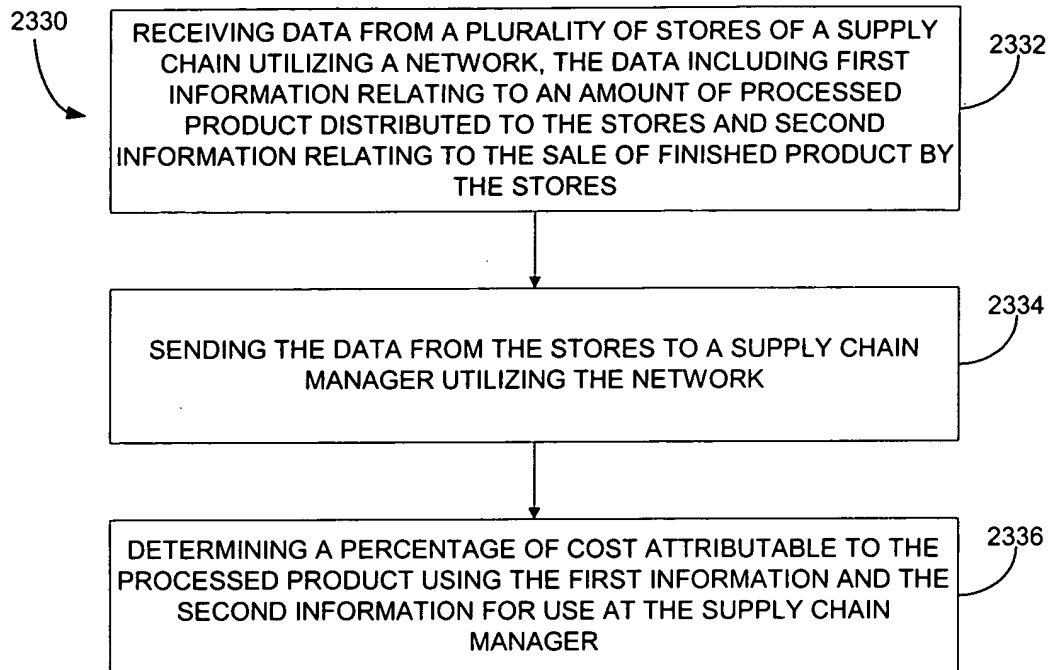 2330
RECEIVING DATA FROM A PLURALITY OF STORES OF A SUPPLY
CHAIN UTILIZING A NETWORK, THE DATA INCLUDING FIRST
INFORMATION RELATING TO AN AMOUNT OF PROCESSED
PRODUCT DISTRIBUTED TO THE STORES AND SECOND
INFORMATION RELATING TO THE SALE OF FINISHED PRODUCT BY
THE STORES
2332
SENDING THE DATA FROM THE STORES TO A SUPPLY CHAIN
MANAGER UTILIZING THE NETWORK
2334
DETERMINING A PERCENTAGE OF COST ATTRIBUTABLE TO THE
PROCESSED PRODUCT USING THE FIRST INFORMATION AND THE
SECOND INFORMATION FOR USE AT THE SUPPLY CHAIN
MANAGER
2336